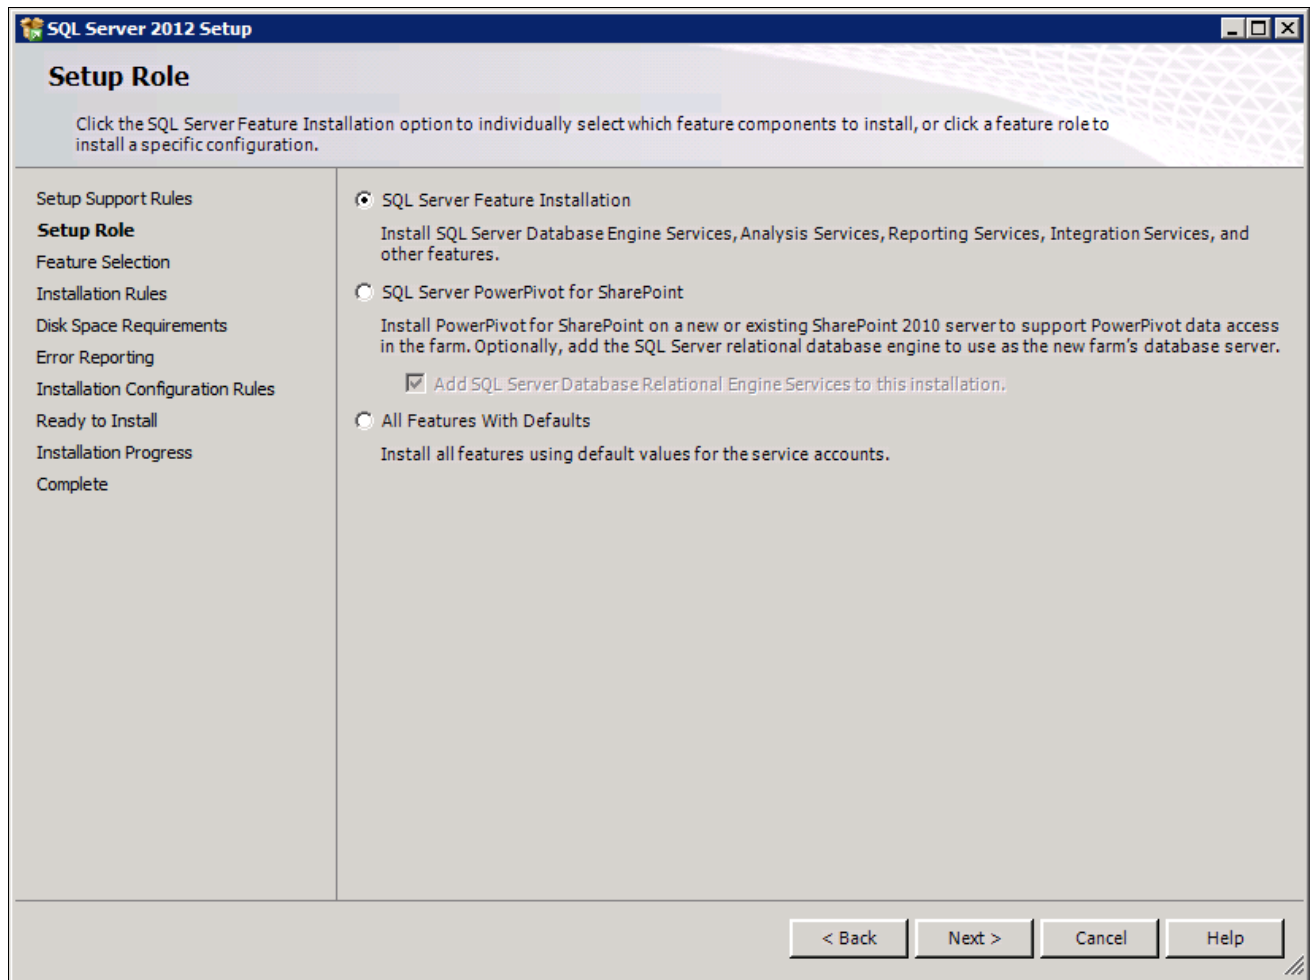 SQL Server 2012 Setup
Setup Role
Click the SQL Server Feature Installation option to individually select which feature components to install, or click a feature role to
install a specific configuration.
Setup Support Rules
Setup Role
Feature Selection
Installation Rules
Disk Space Requirements
Error Reporting
Installation Configuration Rules
Ready to Install
Installation Progress
Complete
SQL Server Feature Installation
Install SQL Server Database Engine Services, Analysis Services, Reporting Services, Integration Services, and
other features.
SQL Server PowerPivot for SharePoint
Install PowerPivot for SharePoint on a new or existing SharePoint 2010 server to support PowerPivot data access
in the farm. Optionally, add the SQL Server relational database engine to use as the new farm's database server.
Add SQL Server Database Relational Engine Services to this installation.
All Features With Defaults
Install all features using default values for the service accounts.
< Back
Next >
Cancel
Help